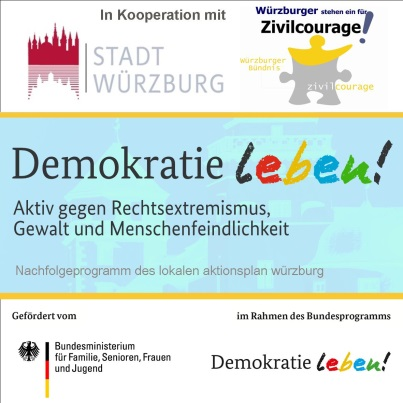 In Kooperation mit
STADT
WÜRZBURG
Würzburger stehen ein für
Zivilcourage!
würzburger
bündnis
zivilcourage
Demokratie leben!
Aktiv gegen Rechtsextremismus,
Gewalt und Menschenfeindlichkeit
Nachfolgeprogramm des lokalen aktionsplan würzburg
Gefördert vom
im Rahmen des Bundesprogramms
Bundesministerium
für Familie, Senioren, Frauen
und Jugend
Demokratie leben!